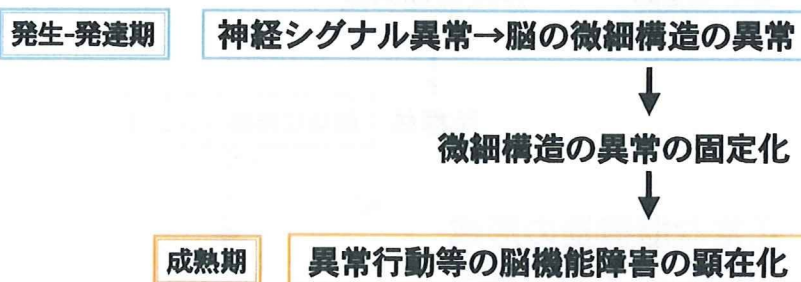 発生-発達期 神経シグナル異常→脳の微細構造の異常
微細構造の異常の固定化
成熟期 異常行動等の脳機能障害の顕在化